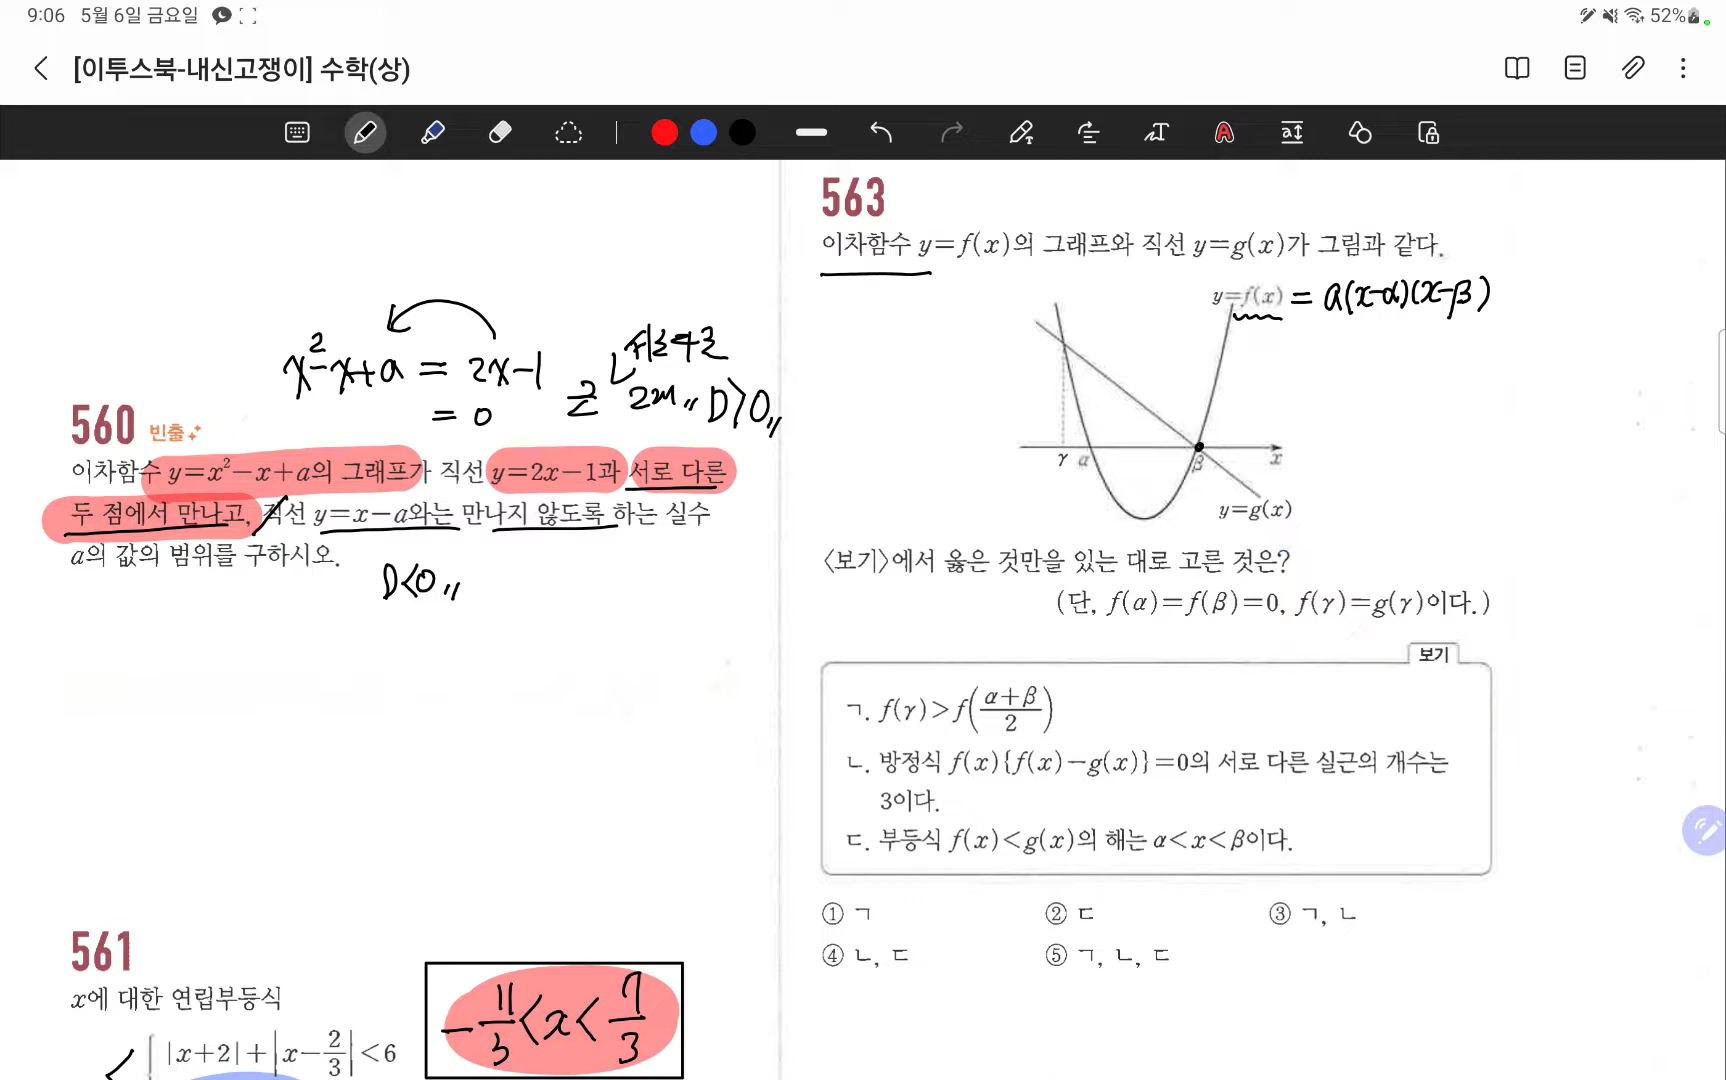 9:06 5월 6일 금요일
52%
[이투스북-내신고쟁이] 수학(상)
x²-x+a = 2x-1
= 0
서로 다른
2개 〃 D>0〃
560 빈출
이차함수 y=x²-x+a의 그래프가 직선 y=2x-1과 서로 다른
두 점에서 만나고, 직선 y=x-a와는 만나지 않도록 하는 실수
a의 값의 범위를 구하시오.
D<0〃
561
x에 대한 연립부등식
|x+2|+|x-2/3|<6
-11/3<x<7/3
563
이차함수 y=f(x)의 그래프와 직선 y=g(x)가 그림과 같다.
y=f(x) = a(x-α)(x-β)
γ α β x
y=g(x)
〈보기〉에서 옳은 것만을 있는 대로 고른 것은?
(단, f(α)=f(β)=0, f(γ)=g(γ)이다.)
보기
ㄱ. f(γ)>f((α+β)/2)
ㄴ. 방정식 f(x){f(x)-g(x)}=0의 서로 다른 실근의 개수는
3이다.
ㄷ. 부등식 f(x)<g(x)의 해는 α<x<β이다.
① ㄱ ② ㄷ ③ ㄱ, ㄴ
④ ㄴ, ㄷ ⑤ ㄱ, ㄴ, ㄷ